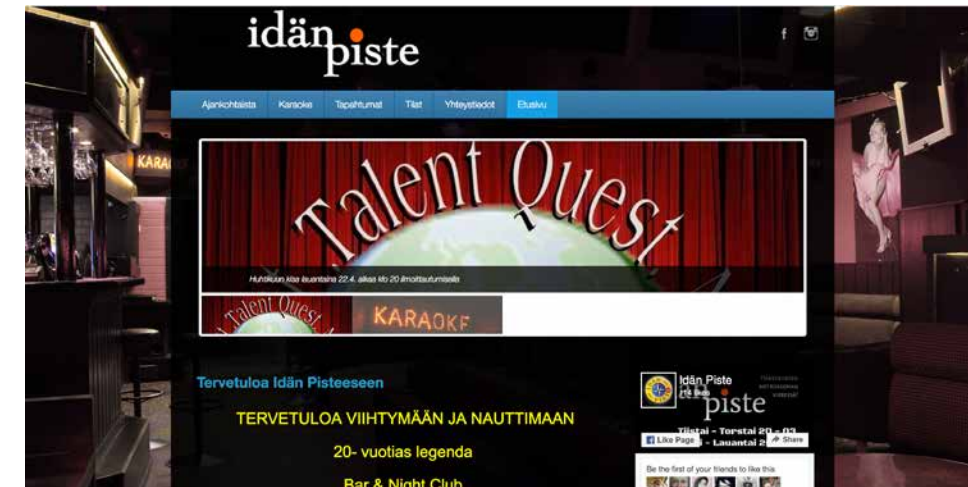 idän piste
f
Ajankohtaista Karaoke Tapahtumat Tilat Yhteystiedot Etusivu
KARA
Talent Quest
Huhtikuun kisa lauantaina 22.4. alkaa klo 20 ilmoittautumisella
Talent Quest
KARAOKE
Tervetuloa Idän Pisteeseen
TERVETULOA VIIHTYMÄÄN JA NAUTTIMAAN
20- vuotias legenda
Bar & Night Club
Idän Piste
piste
Tiistai - Torstai 20 - 03
- Lauantai 2
Like Page
Share
Be the first of your friends to like this